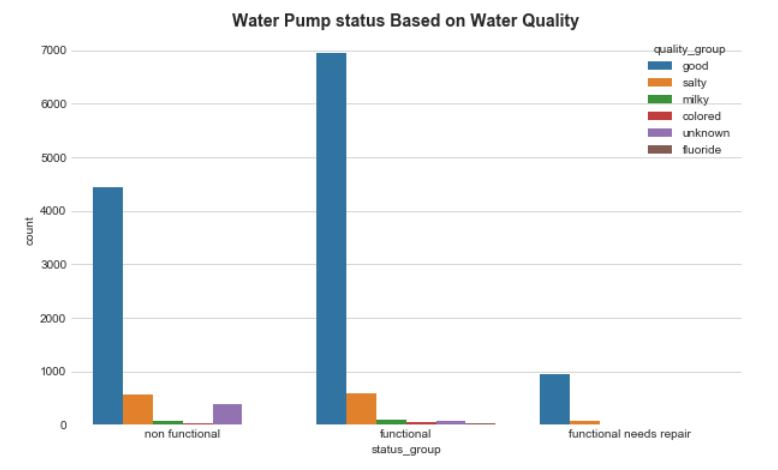 Water Pump status Based on Water Quality
7000
6000
5000
4000
3000
2000
1000
0
count
quality_group
good
salty
milky
colored
unknown
fluoride
non functional
functional
functional needs repair
status_group